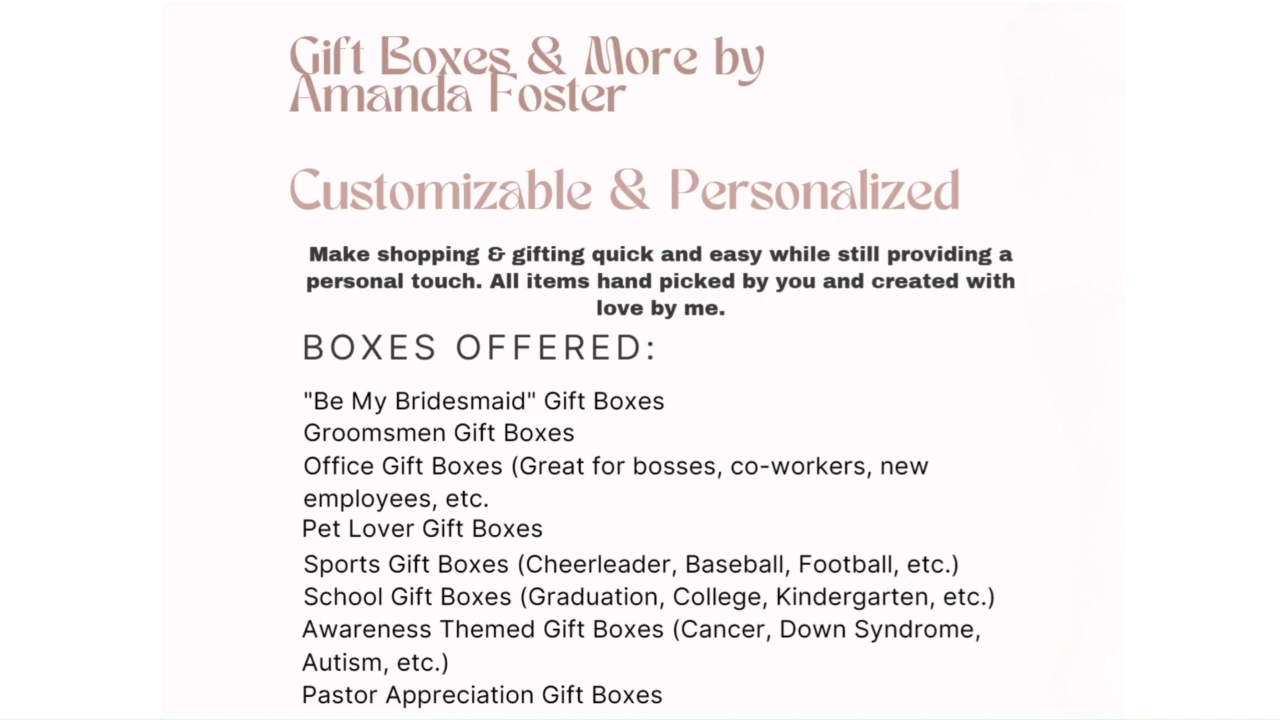 Gift Boxes & More by
Amanda Foster
Customizable & Personalized
Make shopping & gifting quick and easy while still providing a
personal touch. All items hand picked by you and created with
love by me.
BOXES OFFERED:
"Be My Bridesmaid" Gift Boxes
Groomsmen Gift Boxes
Office Gift Boxes (Great for bosses, co-workers, new
employees, etc.
Pet Lover Gift Boxes
Sports Gift Boxes (Cheerleader, Baseball, Football, etc.)
School Gift Boxes (Graduation, College, Kindergarten, etc.)
Awareness Themed Gift Boxes (Cancer, Down Syndrome,
Autism, etc.)
Pastor Appreciation Gift Boxes